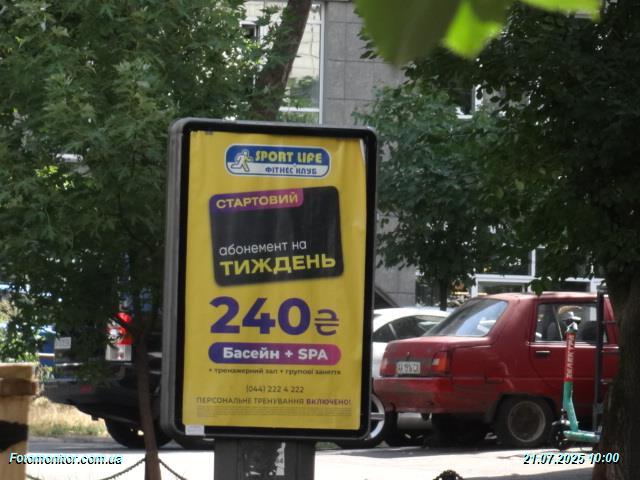 SPORT LIFE
ФІТНЕС КЛУБ
СТАРТОВИЙ
абонемент на
ТИЖДЕНЬ
240₴
Басейн + SPA
+ тренажерний зал + групові заняття
(044) 222 4 222
ПЕРСОНАЛЬНЕ ТРЕНУВАННЯ ВКЛЮЧЕНО!
Fotomonitor.com.ua
21.07.2025 10:00